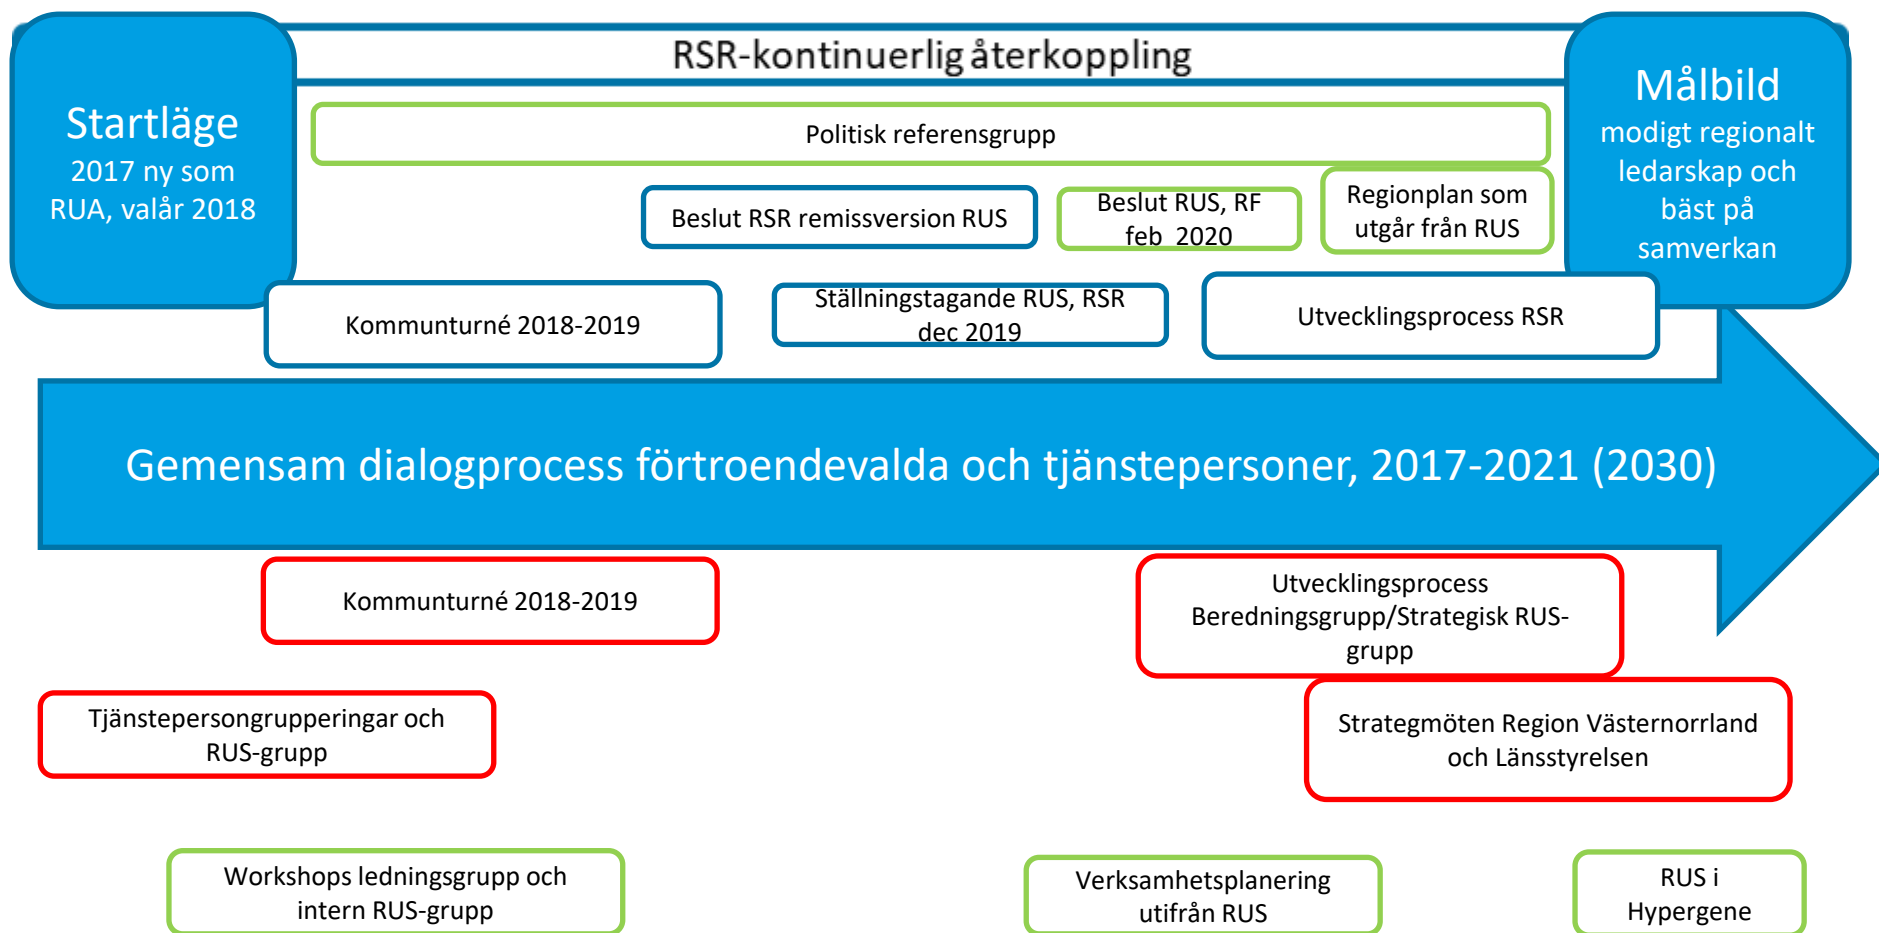 RSR-kontinuerlig återkoppling
Startläge
2017 ny som
RUA, valår 2018
Målbild
modigt regionalt
ledarskap och
bäst på
samverkan
Politisk referensgrupp
Beslut RSR remissversion RUS
Beslut RUS, RF
feb 2020
Regionplan som
utgår från RUS
Kommunturné 2018-2019
Ställningstagande RUS, RSR
dec 2019
Utvecklingsprocess RSR
Gemensam dialogprocess förtroendevalda och tjänstepersoner, 2017-2021 (2030)
Kommunturné 2018-2019
Utvecklingsprocess
Beredningsgrupp/Strategisk RUS-
grupp
Tjänstepersongrupperingar och
RUS-grupp
Strategmöten Region Västernorrland
och Länsstyrelsen
Workshops ledningsgrupp och
intern RUS-grupp
Verksamhetsplanering
utifrån RUS
RUS i
Hypergene